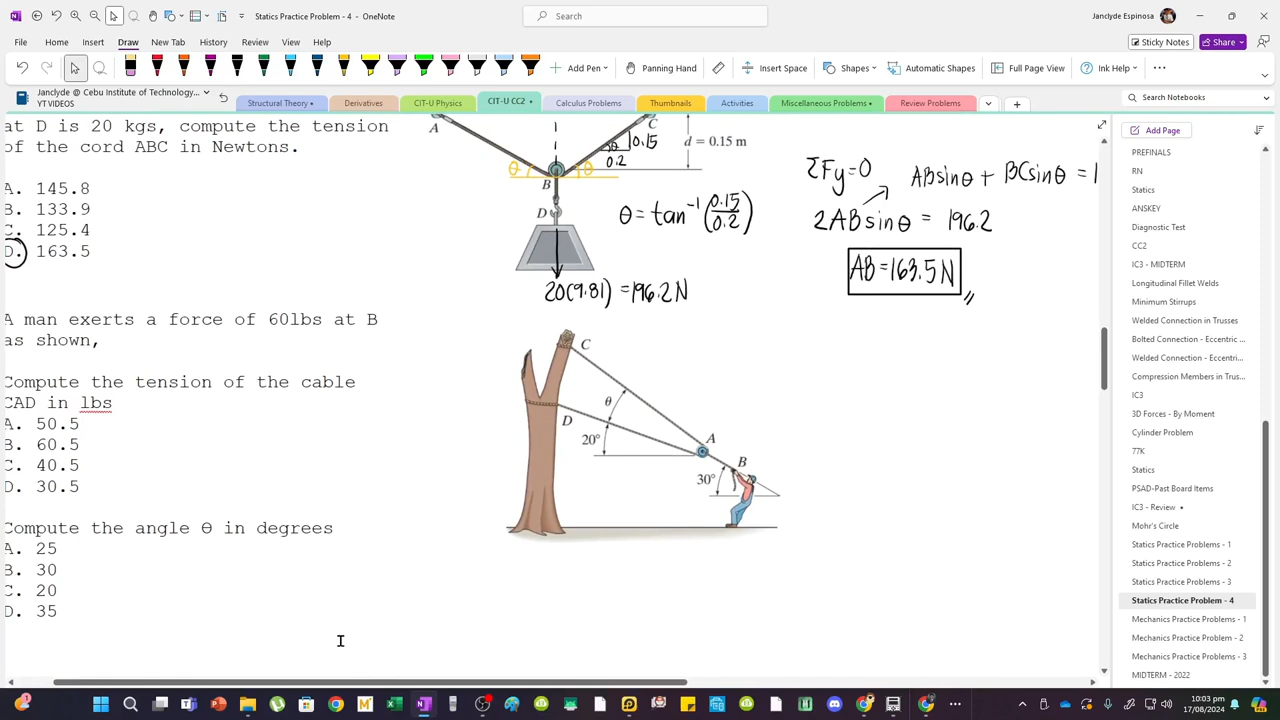 Statics Practice Problem - 4 - OneNote
Search
Janclyde Espinosa
File Home Insert Draw New Tab History Review View Help
Sticky Notes
Share
Add Pen
Panning Hand
Insert Space
Shapes
Automatic Shapes
Full Page View
Ink Help
Janclyde @ Cebu Institute of Technology...
YT VIDEOS
Structural Theory
Derivatives
CIT-U Physics
CIT-U CC2
Calculus Problems
Thumbnails
Activities
Miscellaneous Problems
Review Problems
Search Notebooks
at D is 20 kgs, compute the tension
of the cord ABC in Newtons.
A. 145.8
B. 133.9
C. 125.4
D. 163.5
A
C
0.15
θ
0.2
d = 0.15 m
θ
θ
B
D
θ = tan⁻¹(0.15/0.2)
20(9.81) = 196.2 N
ΣFy=0
ABsinθ + BCsinθ = 1
2ABsinθ = 196.2
AB=163.5 N
A man exerts a force of 60lbs at B
as shown,
Compute the tension of the cable
CAD in lbs
A. 50.5
B. 60.5
C. 40.5
D. 30.5
Compute the angle θ in degrees
A. 25
B. 30
C. 20
D. 35
C
θ
D
20°
A
B
30°
Add Page
PREFINALS
RN
Statics
ANSKEY
Diagnostic Test
CC2
IC3 - MIDTERM
Longitudinal Fillet Welds
Minimum Stirrups
Welded Connection in Trusses
Bolted Connection - Eccentric ...
Welded Connection - Eccentri...
Compression Members in Trus...
IC3
3D Forces - By Moment
Cylinder Problem
77K
Statics
PSAD-Past Board Items
IC3 - Review
Mohr's Circle
Statics Practice Problems - 1
Statics Practice Problems - 2
Statics Practice Problems - 3
Statics Practice Problem - 4
Mechanics Practice Problems - 1
Mechanics Practice Problem - 2
Mechanics Practice Problems - 3
MIDTERM - 2022
10:03 pm
17/08/2024